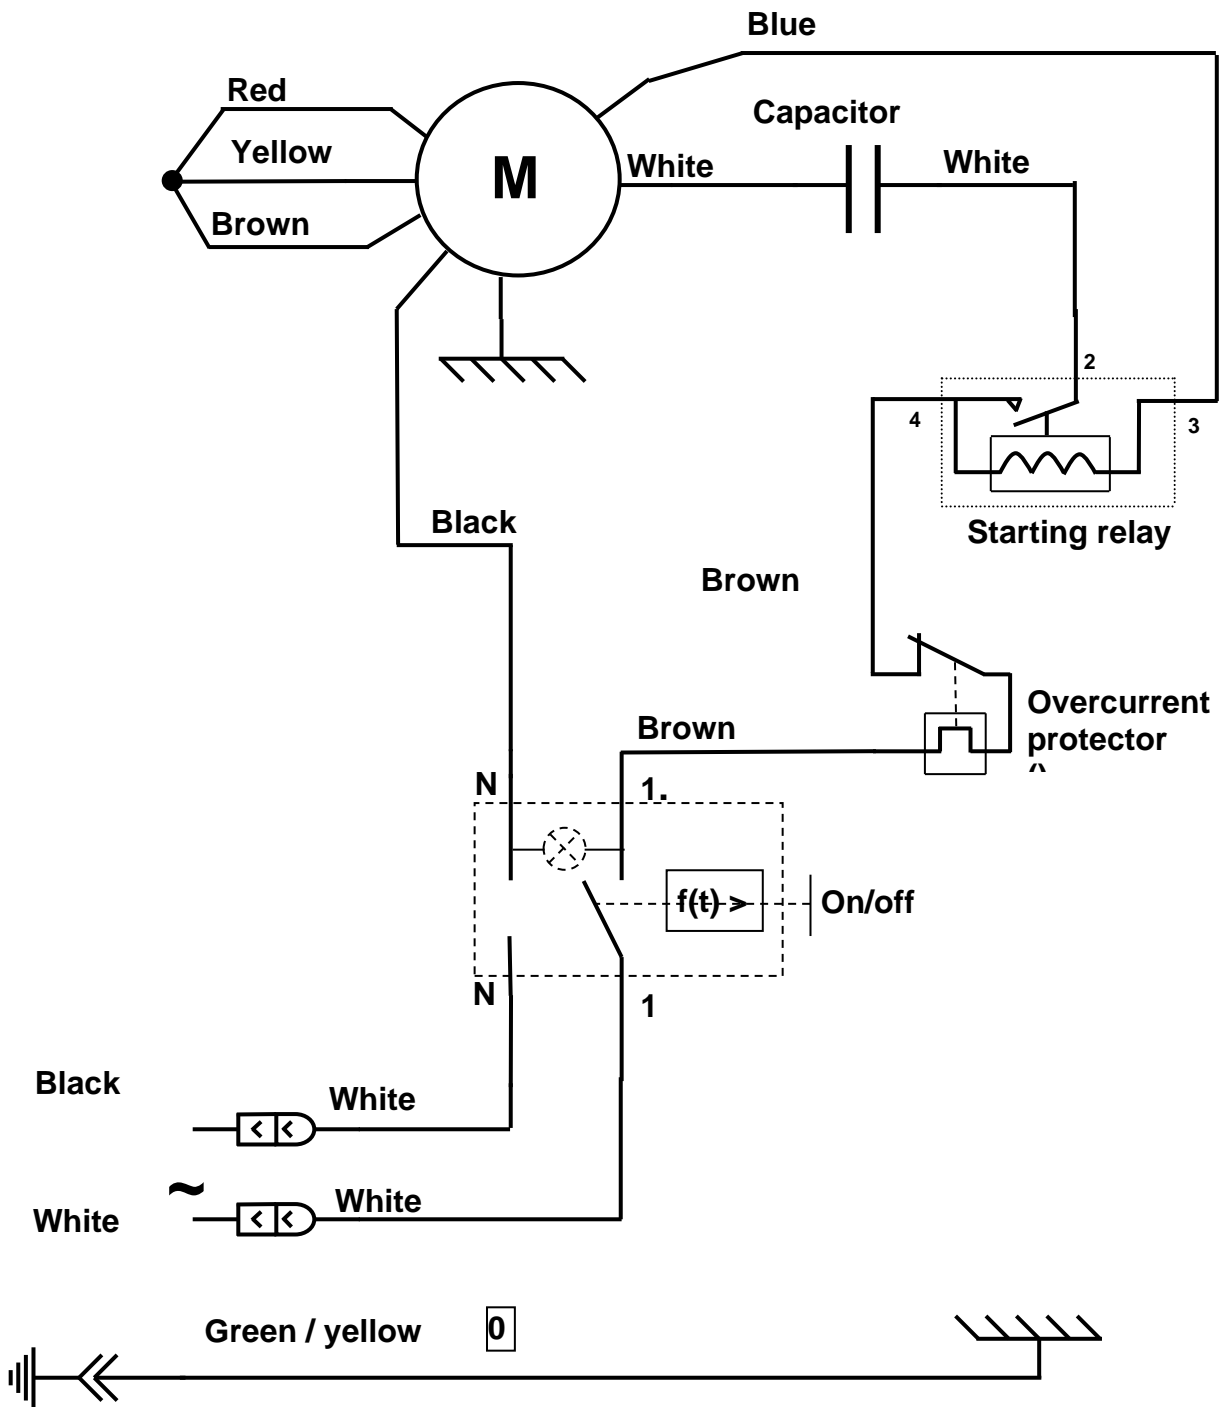 Blue
Red
Capacitor
Yellow
M
White
White
Brown
2
4
3
Black
Starting relay
Brown
Overcurrent
protector
Brown
N
1.
f(t) >
On/off
N
1
Black
White
~
White
White
Green / yellow
0